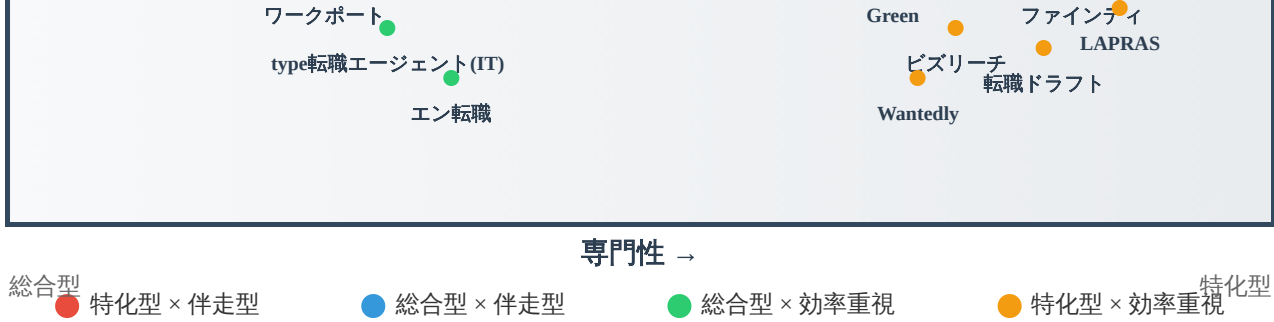 ワークポート
Green
ファインディ
LAPRAS
type転職エージェント(IT)
ビズリーチ
転職ドラフト
エン転職
Wantedly
専門性 →
総合型
特化型
特化型 × 伴走型
総合型 × 伴走型
総合型 × 効率重視
特化型 × 効率重視